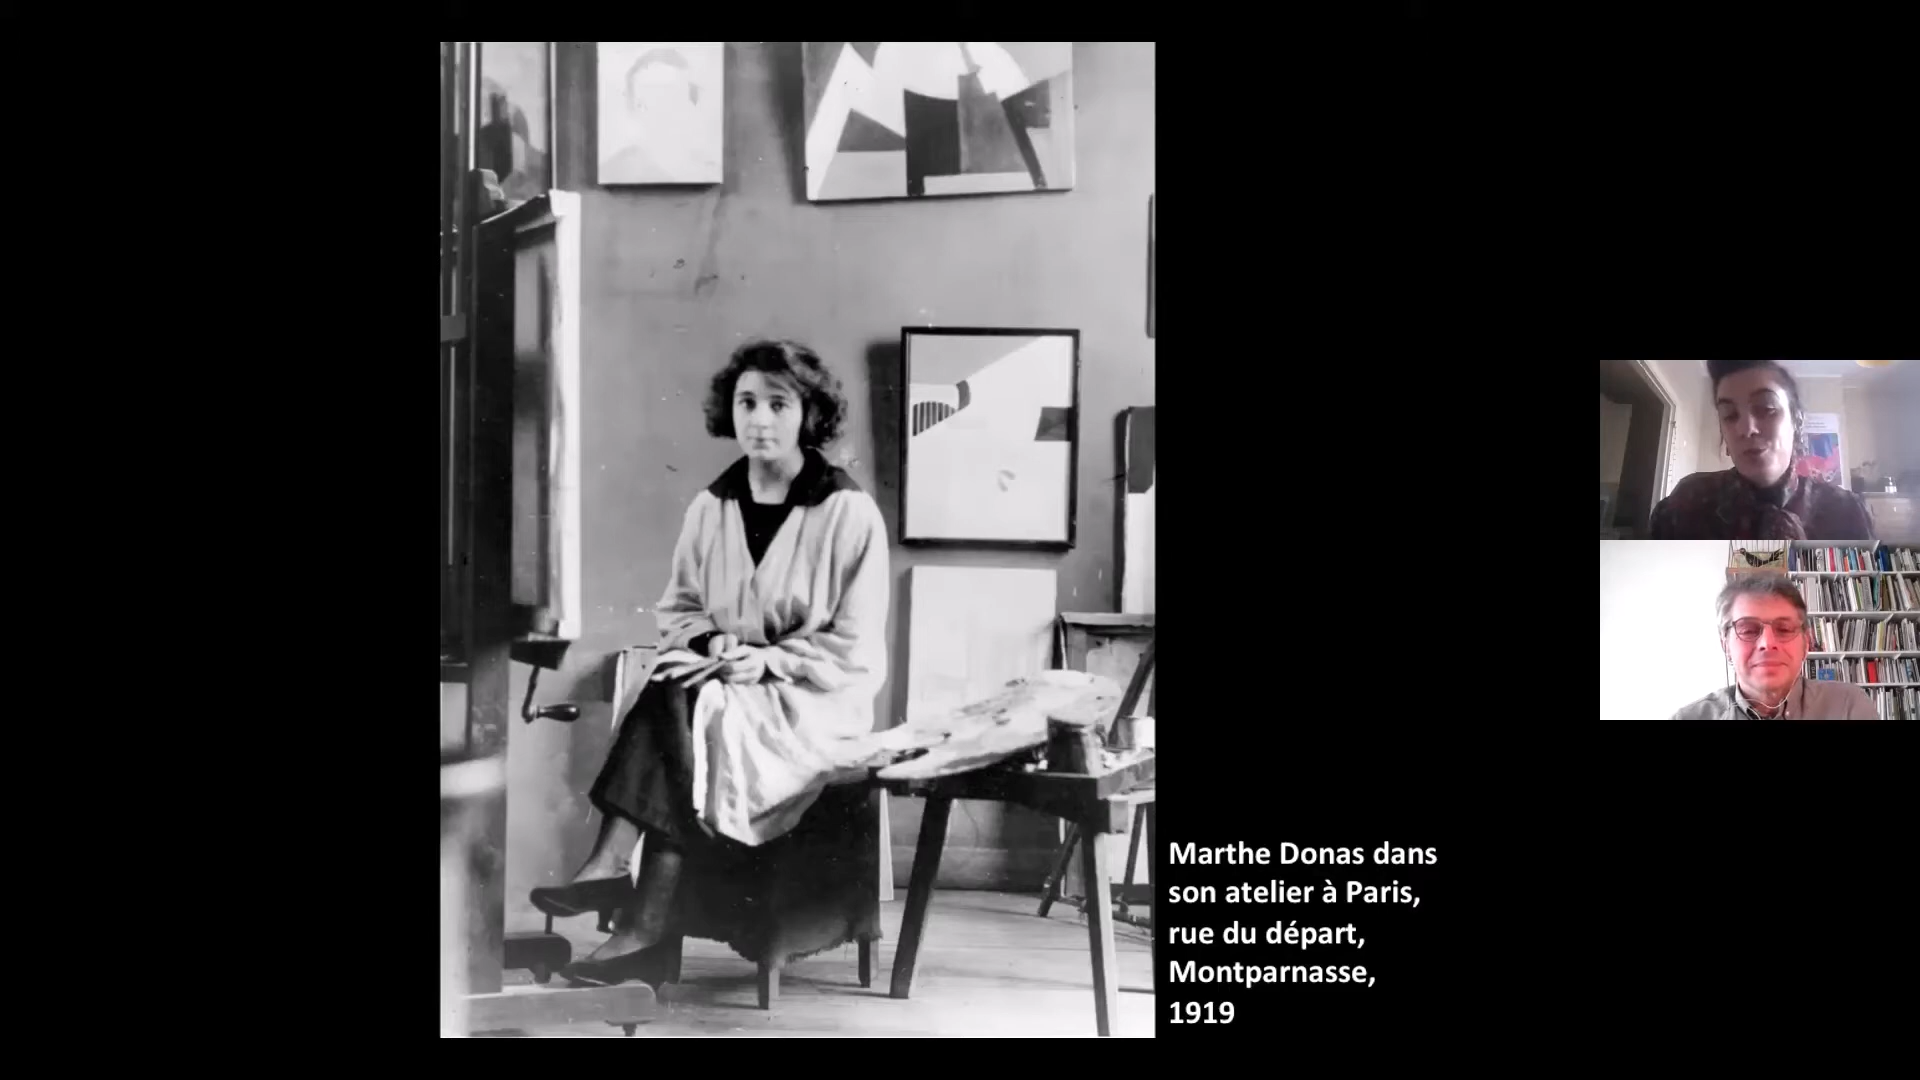 Marthe Donas dans
son atelier à Paris,
rue du départ,
Montparnasse,
1919